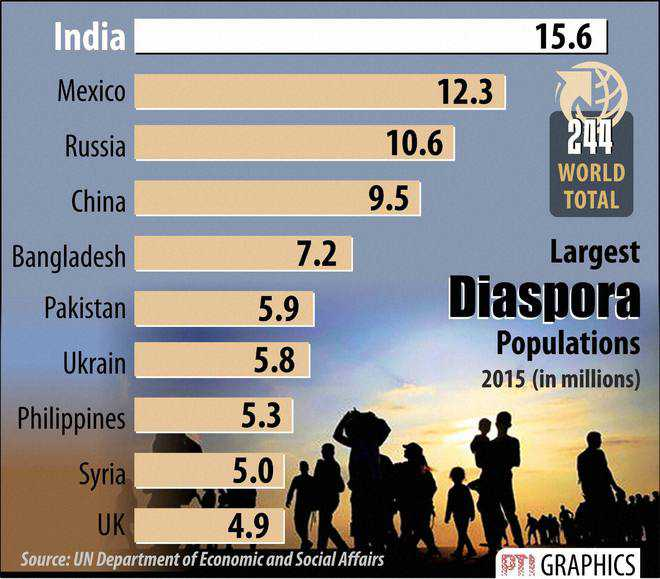 India 15.6
Mexico 12.3
Russia 10.6
China 9.5
Bangladesh 7.2
Pakistan 5.9
Ukrain 5.8
Philippines 5.3
Syria 5.0
UK 4.9
244
WORLD
TOTAL
Largest
Diaspora
Populations
2015 (in millions)
Source: UN Department of Economic and Social Affairs
PTI GRAPHICS